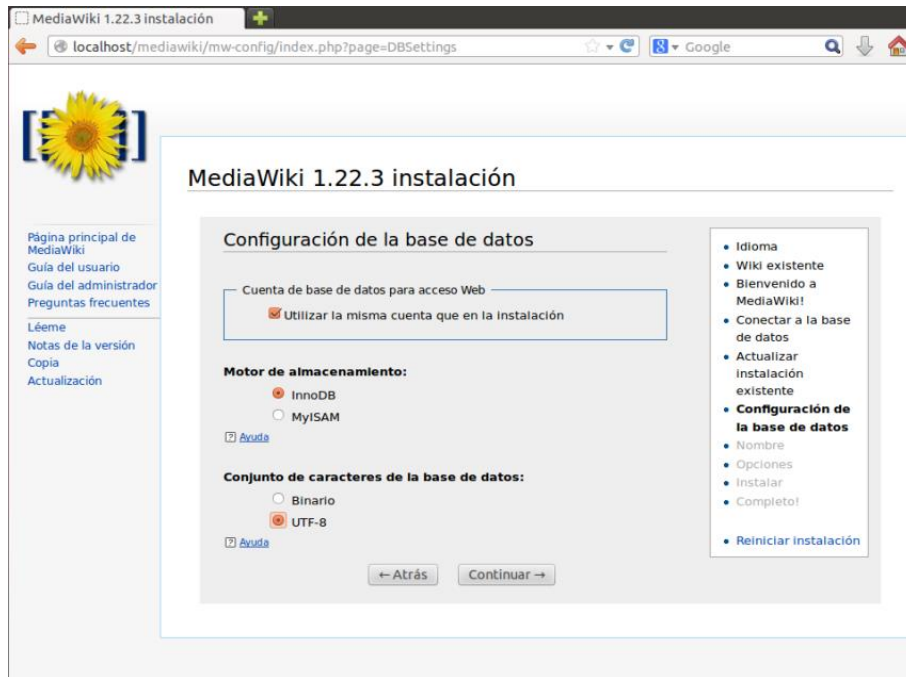 MediaWiki 1.22.3 instalación
localhost/mediawiki/mw-config/index.php?page=DBSettings
Google
MediaWiki 1.22.3 instalación
Página principal de
MediaWiki
Guía del usuario
Guía del administrador
Preguntas frecuentes
Léeme
Notas de la versión
Copia
Actualización
Configuración de la base de datos
Cuenta de base de datos para acceso Web
Utilizar la misma cuenta que en la instalación
Motor de almacenamiento:
InnoDB
MyISAM
[?] Ayuda
Conjunto de caracteres de la base de datos:
Binario
UTF-8
[?] Ayuda
← Atrás
Continuar →
• Idioma
• Wiki existente
• Bienvenido a
MediaWiki!
• Conectar a la base
de datos
• Actualizar
instalación
existente
• Configuración de
la base de datos
• Nombre
• Opciones
• Instalar
• Completo!
• Reiniciar instalación